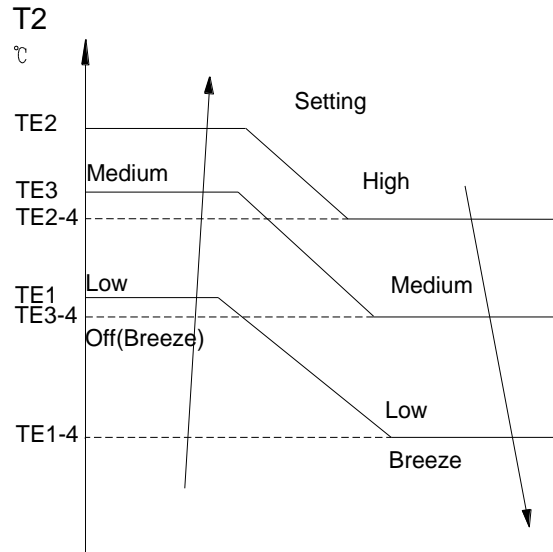 T2
℃
Setting
TE2
Medium
High
TE3
TE2-4
Low
Medium
TE1
TE3-4
Off(Breeze)
Low
TE1-4
Breeze